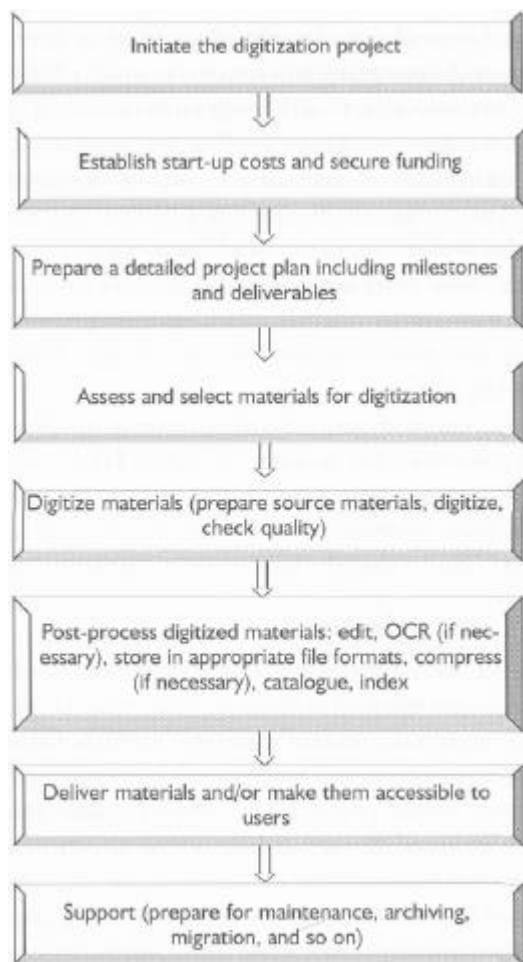 Initiate the digitization project
Establish start-up costs and secure funding
Prepare a detailed project plan including milestones
and deliverables
Assess and select materials for digitization
Digitize materials (prepare source materials, digitize,
check quality)
Post-process digitized materials: edit, OCR (if nec-
essary), store in appropriate file formats, compress
(if necessary), catalogue, index
Deliver materials and/or make them accessible to
users
Support (prepare for maintenance, archiving,
migration, and so on)